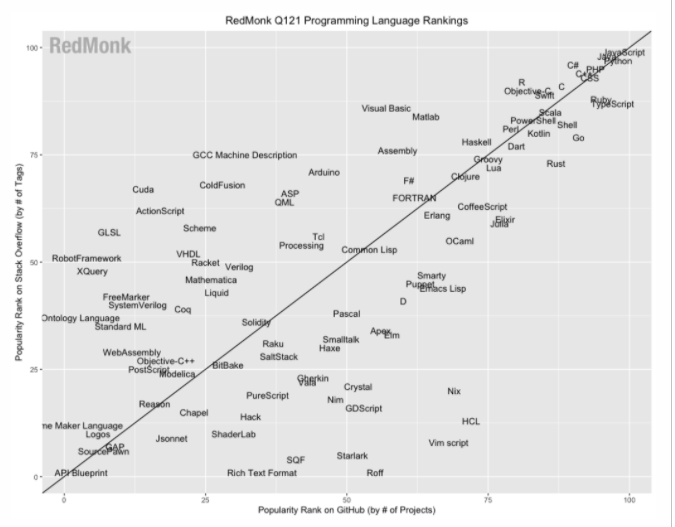 RedMonk Q121 Programming Language Rankings
RedMonk
100
75
50
25
0
Popularity Rank on Stack Overflow (by # of Tags)
JavaScript
Java
Python
C#
PHP
C++
CSS
R
C
Objective-C
Swift
Ruby
TypeScript
Visual Basic
Matlab
Scala
PowerShell
Shell
Perl
Kotlin
Go
Haskell
Dart
Assembly
GCC Machine Description
Groovy
Rust
Lua
Arduino
Clojure
F#
ColdFusion
Cuda
ASP
FORTRAN
QML
CoffeeScript
ActionScript
Erlang
Elixir
Julia
Scheme
GLSL
Tcl
OCaml
Processing
Common Lisp
VHDL
RobotFramework
Racket
Verilog
XQuery
Smarty
Mathematica
Puppet
Emacs Lisp
Liquid
FreeMarker
D
SystemVerilog
Coq
Pascal
Ontology Language
Solidity
Standard ML
Apex
Elm
Smalltalk
Raku
Haxe
WebAssembly
SaltStack
Objective-C++
BitBake
PostScript
Modelica
Gherkin
Vala
Crystal
Nix
PureScript
Nim
Reason
GDScript
Chapel
Hack
HCL
me Maker Language
Logos
ShaderLab
Jsonnet
Vim script
GAP
SourcePawn
Starlark
SQF
API Blueprint
Rich Text Format
Roff
0
25
50
75
100
Popularity Rank on GitHub (by # of Projects)